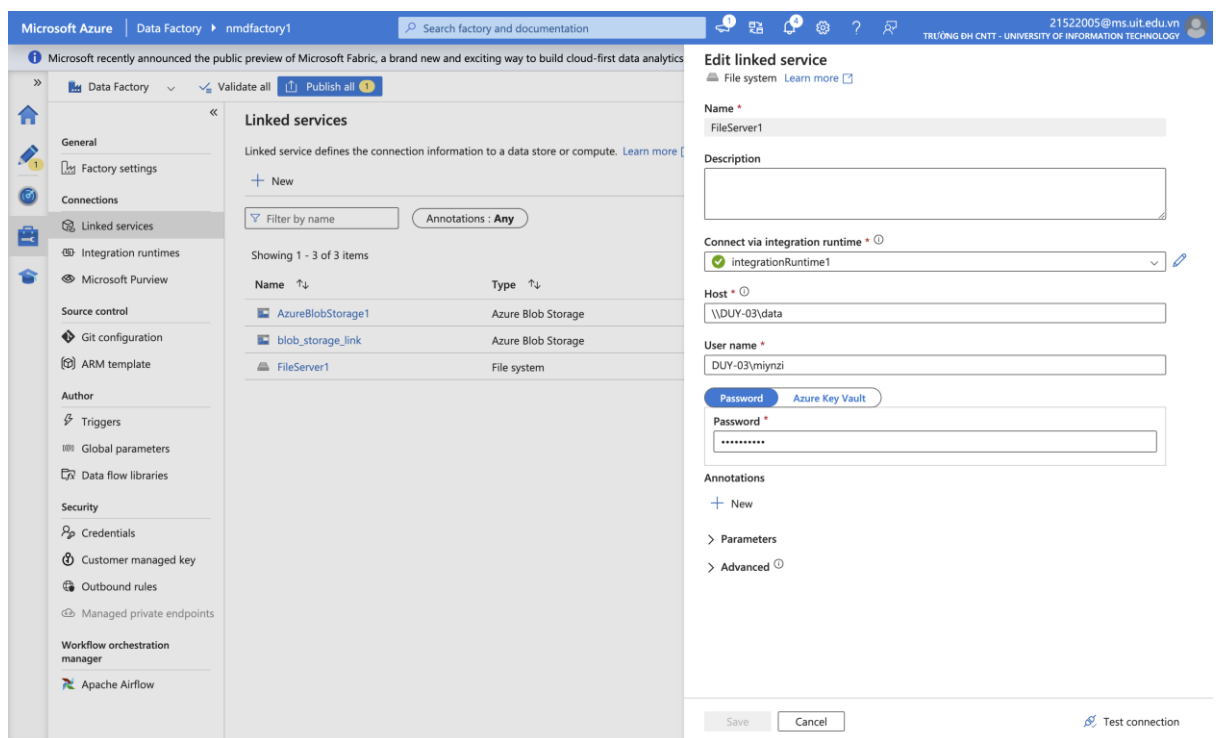 Microsoft Azure Data Factory nmdfactory1 Search factory and documentation 1 4 21522005@ms.uit.edu.vn
TRƯỜNG ĐH CNTT - UNIVERSITY OF INFORMATION TECHNOLOGY
Microsoft recently announced the public preview of Microsoft Fabric, a brand new and exciting way to build cloud-first data analytics
Data Factory Validate all Publish all 1
1
General
Factory settings
Connections
Linked services
Integration runtimes
Microsoft Purview
Source control
Git configuration
ARM template
Author
Triggers
Global parameters
Data flow libraries
Security
Credentials
Customer managed key
Outbound rules
Managed private endpoints
Workflow orchestration
manager
Apache Airflow
Linked services
Linked service defines the connection information to a data store or compute. Learn more
New
Filter by name Annotations : Any
Showing 1 - 3 of 3 items
Name Type
AzureBlobStorage1 Azure Blob Storage
blob_storage_link Azure Blob Storage
FileServer1 File system
Edit linked service
File system Learn more
Name *
FileServer1
Description
Connect via integration runtime *
integrationRuntime1
Host *
\\DUY-03\data
User name *
DUY-03\miynzi
Password Azure Key Vault
Password *
••••••••••
Annotations
New
Parameters
Advanced
Save Cancel Test connection